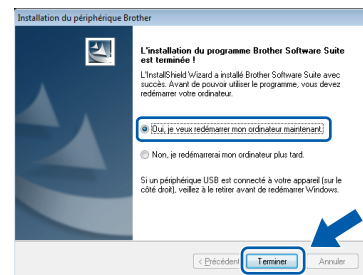 Installation du périphérique Brother
L'installation du programme Brother Software Suite
est terminée !
L'InstallShield Wizard a installé Brother Software Suite avec
succès. Avant de pouvoir utiliser le programme, vous devez
redémarrer votre ordinateur.
Oui, je veux redémarrer mon ordinateur maintenant.
Non, je redémarrerai mon ordinateur plus tard.
Si un périphérique USB est connecté à votre appareil (sur le
côté droit), veillez à le retirer avant de redémarrer Windows.
< Précédent Terminer Annuler